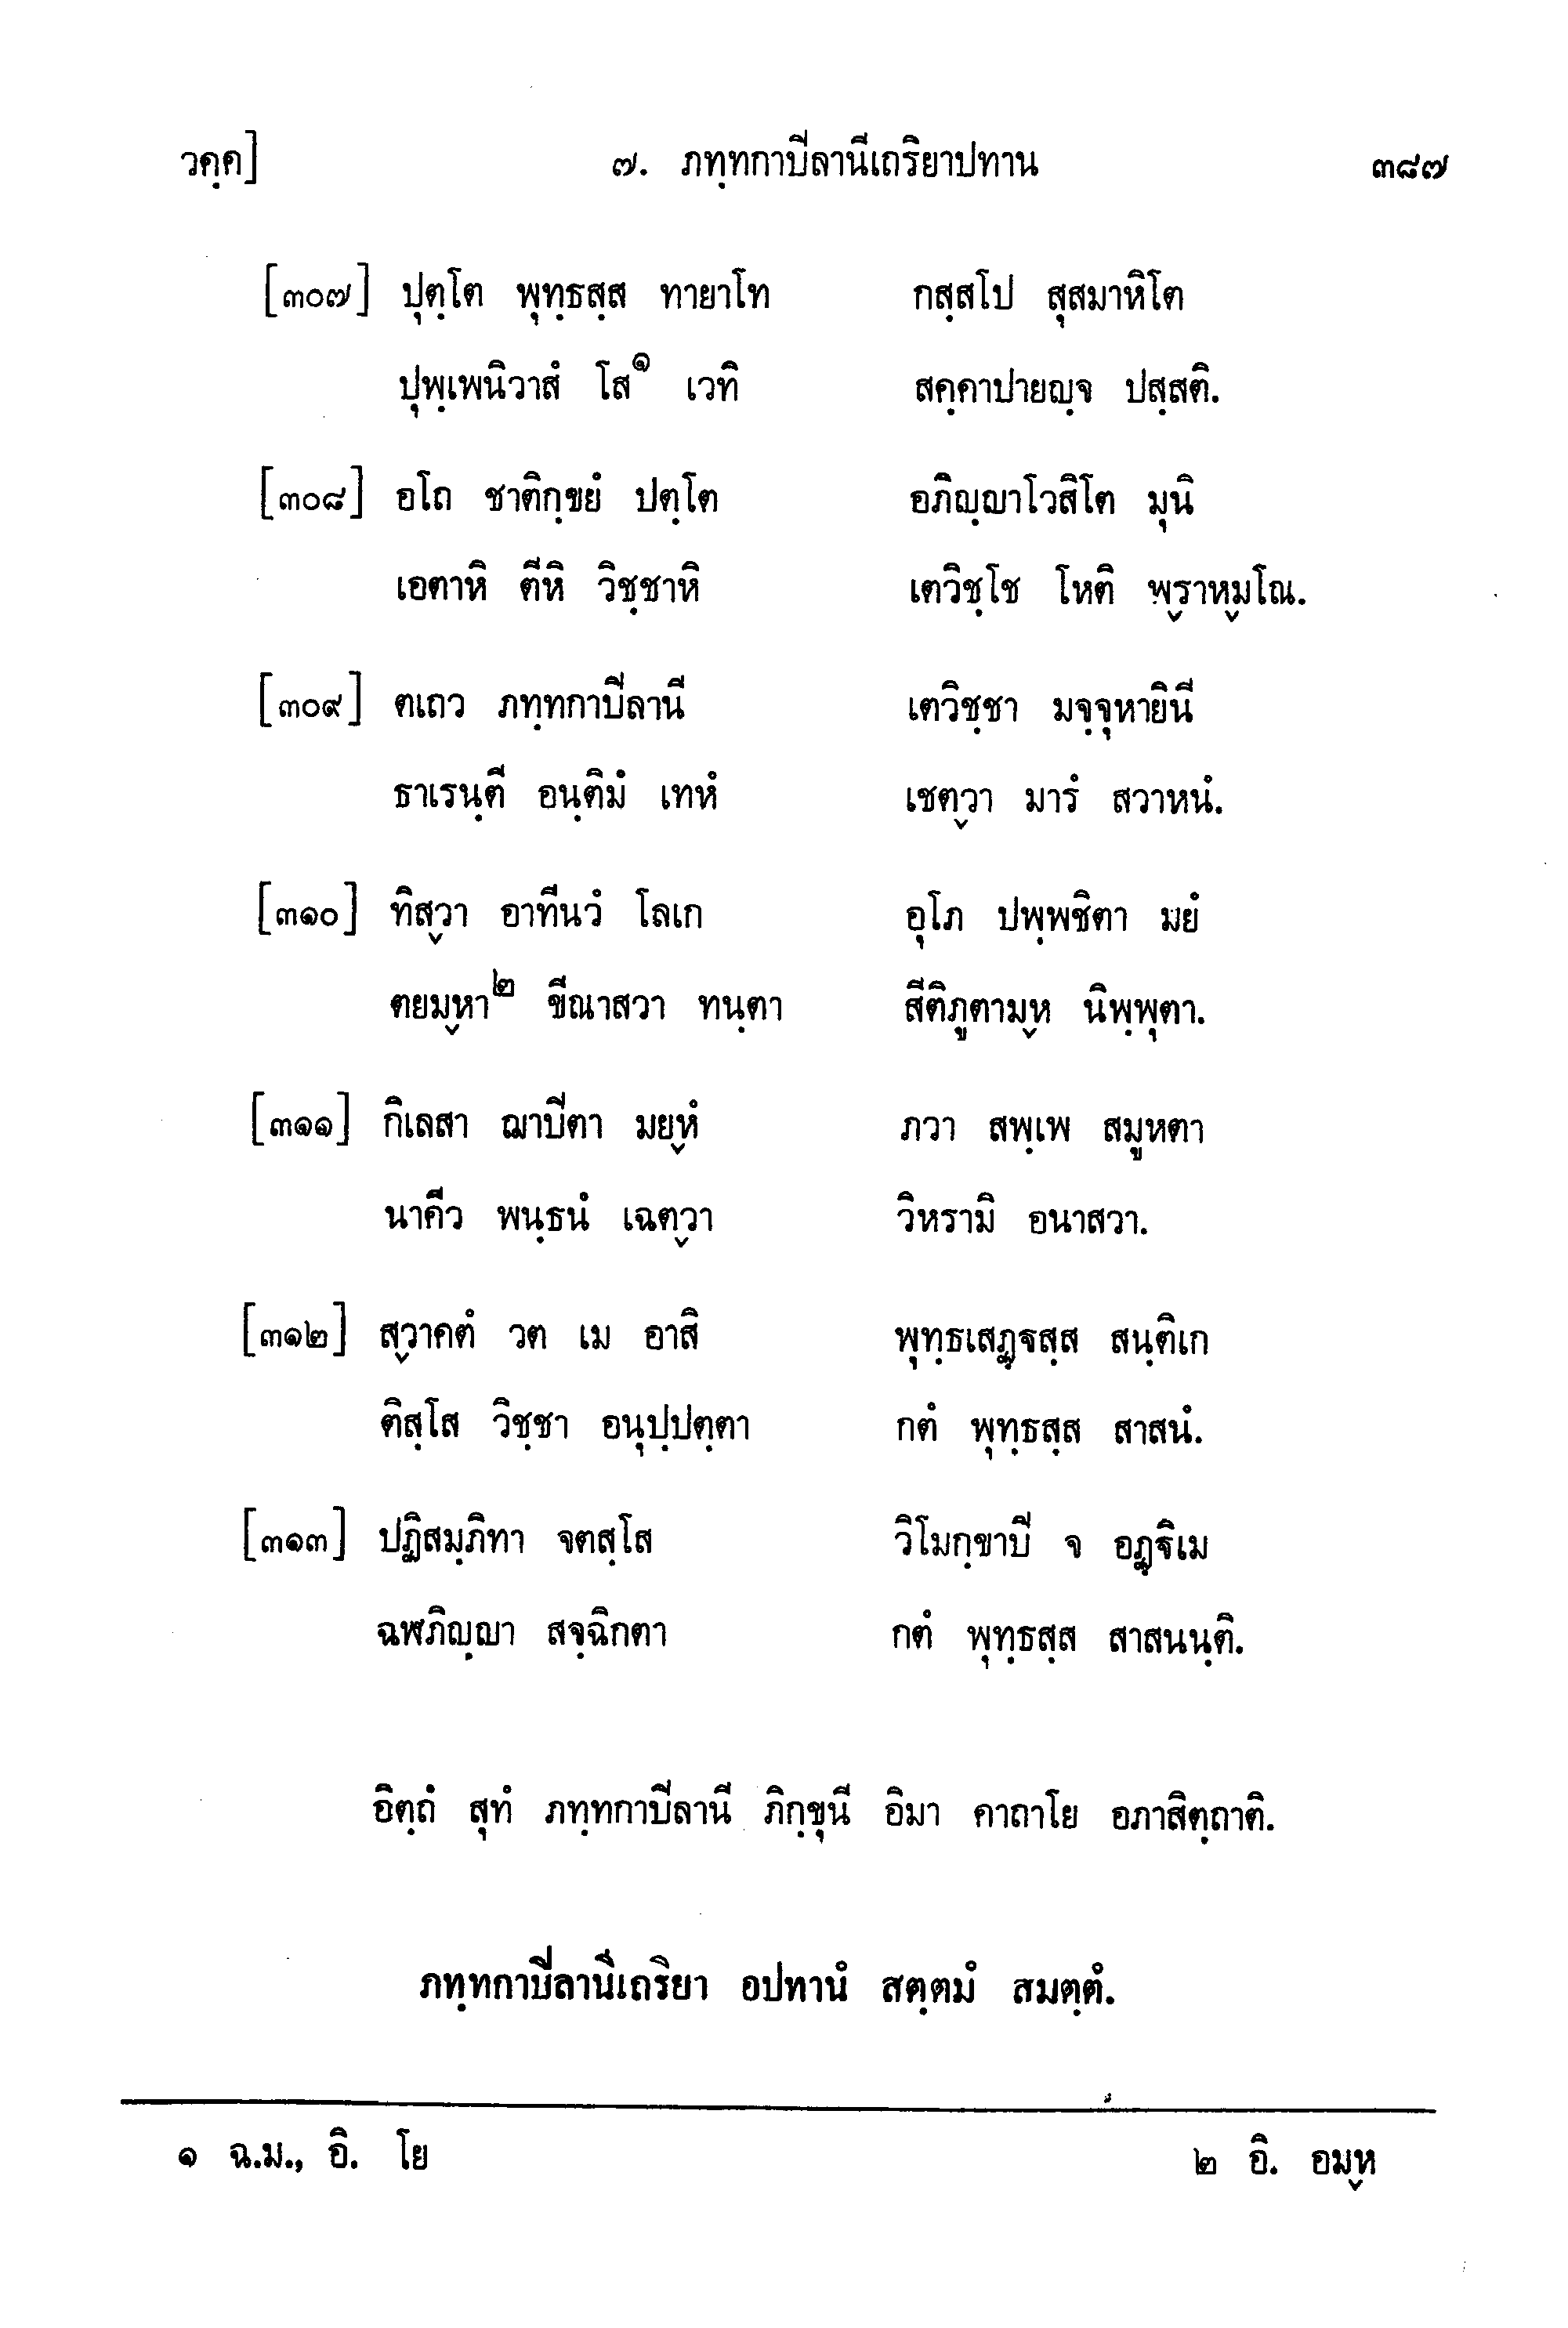 วคฺค] ๗. ภทฺทกาปีลานีเถริยาปทาน ๓๘๗
[๓๐๗] ปุตฺโต พุทฺธสฺส ทายาโท กสฺสโป สุสมาหิโต
ปุพฺเพนิวาสํ โส๑ เวทิ สคฺคาปายญฺจ ปสฺสติ.
[๓๐๘] อโถ ชาติกฺขยํ ปตฺโต อภิญฺญาโวสิโต มุนิ
เอตาหิ ตีหิ วิชฺชาหิ เตวิชฺโช โหติ พฺราหฺมโณ.
[๓๐๙] ตเถว ภทฺทกาปีลานี เตวิชฺชา มจฺจุหายินี
ธาเรนฺตี อนฺติมํ เทหํ เชตฺวา มารํ สวาหนํ.
[๓๑๐] ทิสฺวา อาทีนวํ โลเก อุโภ ปพฺพชิตา มยํ
ตยมฺหา๒ ขีณาสวา ทนฺตา สีติภูตามฺห นิพฺพุตา.
[๓๑๑] กิเลสา ฌาปีตา มยฺหํ ภวา สพฺเพ สมูหตา
นาคีว พนฺธนํ เฉตฺวา วิหรามิ อนาสวา.
[๓๑๒] สฺวาคตํ วต เม อาสิ พุทฺธเสฏฺฐสฺส สนฺติเก
ติสฺโส วิชฺชา อนุปฺปตฺตา กตํ พุทฺธสฺส สาสนํ.
[๓๑๓] ปฏิสมฺภิทา จตสฺโส วิโมกฺขาปี จ อฏฺฐิเม
ฉฬภิญฺญา สจฺฉิกตา กตํ พุทฺธสฺส สาสนนฺติ.
อิตฺถํ สุทํ ภทฺทกาปีลานี ภิกฺขุนี อิมา คาถาโย อภาสิตฺถาติ.
ภทฺทกาปีลานีเถริยา อปทานํ สตฺตมํ สมตฺตํ.
๑ ฉ.ม., อิ. โย ๒ อิ. อมฺห